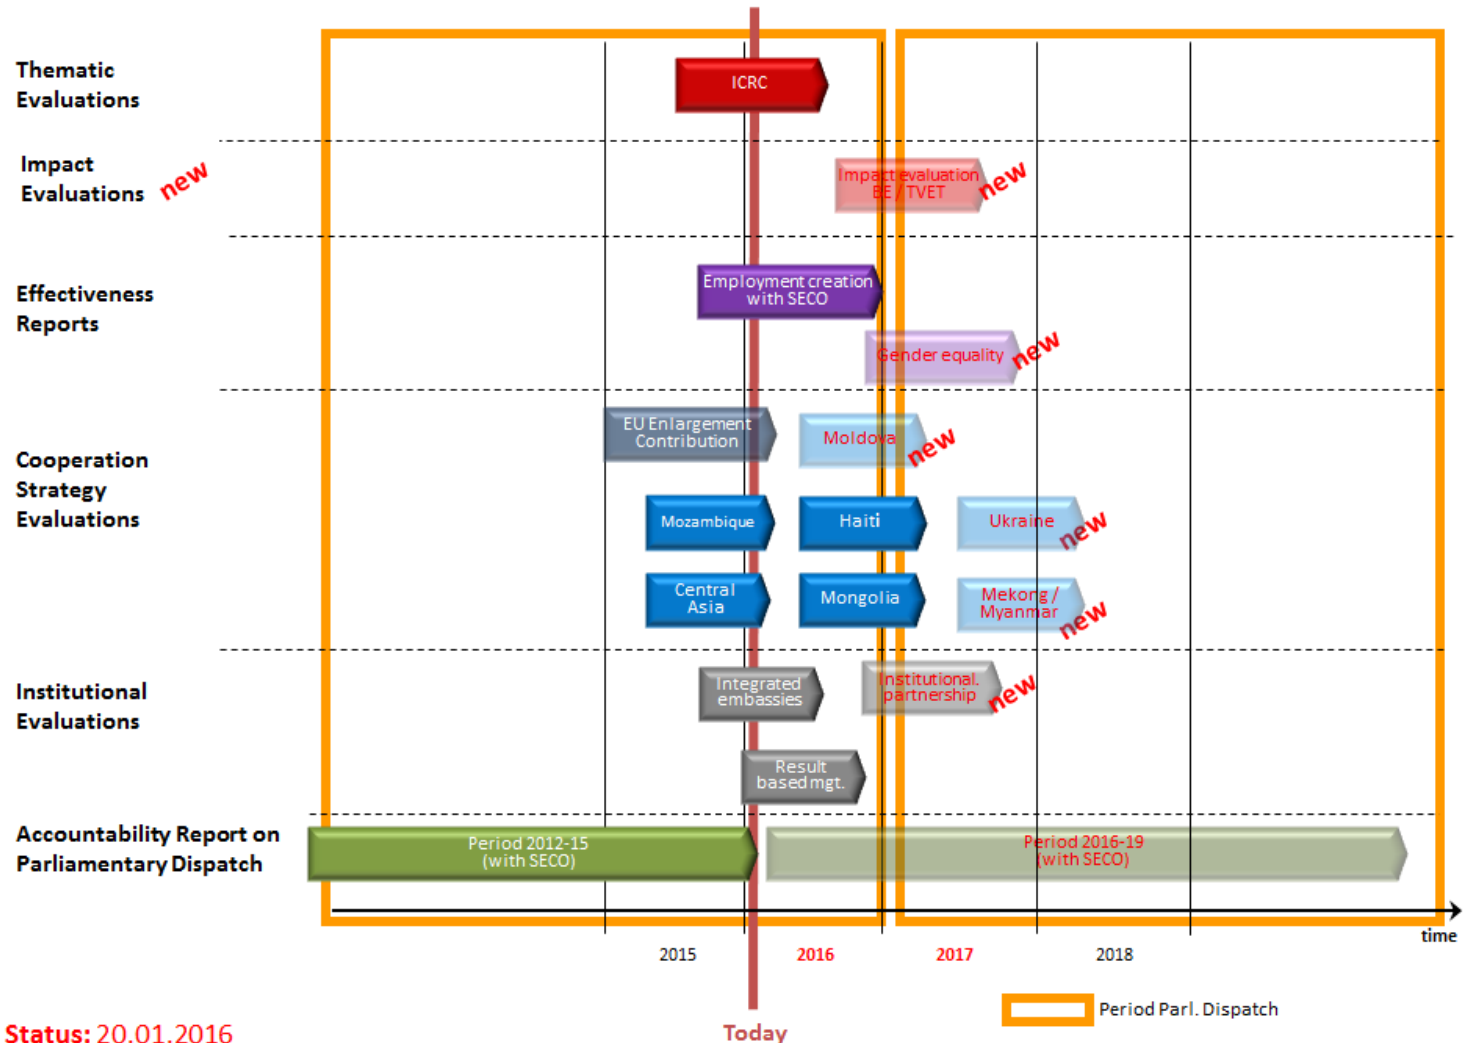 Thematic
Evaluations
ICRC
Impact
Evaluations
new
Impact evaluation
BE / TVET
new
Effectiveness
Reports
Employment creation
with SECO
Gender equality
new
Cooperation
Strategy
Evaluations
EU Enlargement
Contribution
Moldova
new
Mozambique
Haiti
Ukraine
new
Central
Asia
Mongolia
Mekong /
Myanmar
new
Institutional
Evaluations
Integrated
embassies
Institutional.
partnership
new
Result
based mgt.
Accountability Report on
Parliamentary Dispatch
Period 2012-15
(with SECO)
Period 2016-19
(with SECO)
time
2015
2016
2017
2018
Period Parl. Dispatch
Status: 20.01.2016
Today